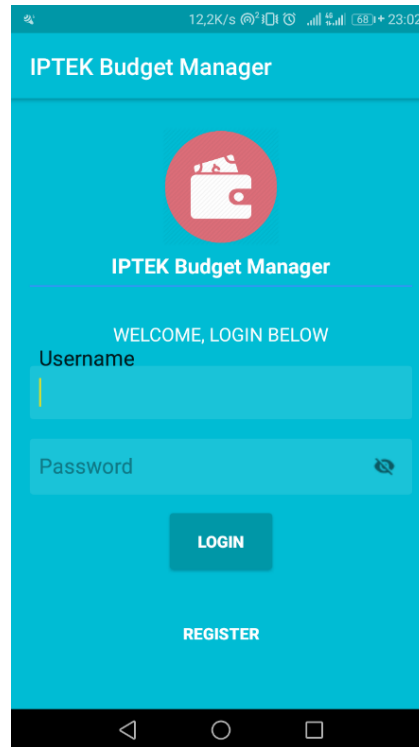 12,2K/s 68 23:02
IPTEK Budget Manager
IPTEK Budget Manager
WELCOME, LOGIN BELOW
Username
Password
LOGIN
REGISTER